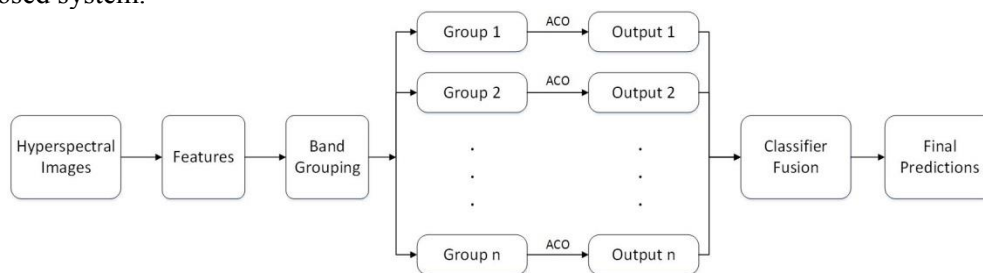 osed system.
Group 1
ACO
Output 1
Group 2
ACO
Output 2
Hyperspectral
Images
Features
Band
Grouping
Classifier
Fusion
Final
Predictions
Group n
ACO
Output n